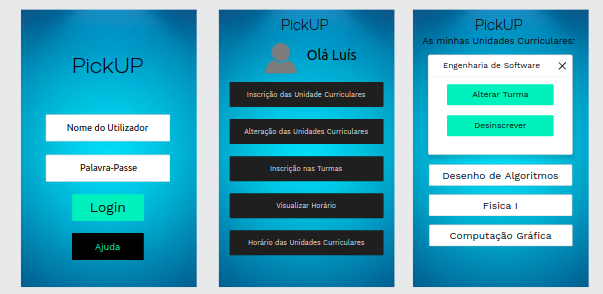 PickUP
Nome do Utilizador
Palavra-Passe
Login
Ajuda
PickUP
Olá Luís
Inscrição das Unidade Curriculares
Alteração das Unidades Curriculares
Inscrição nas Turmas
Visualizar Horário
Horário das Unidades Curriculares
PickUP
As minhas Unidades Curriculares:
Engenharia de Software
Alterar Turma
Desinscrever
Desenho de Algoritmos
Fisica I
Computação Gráfica